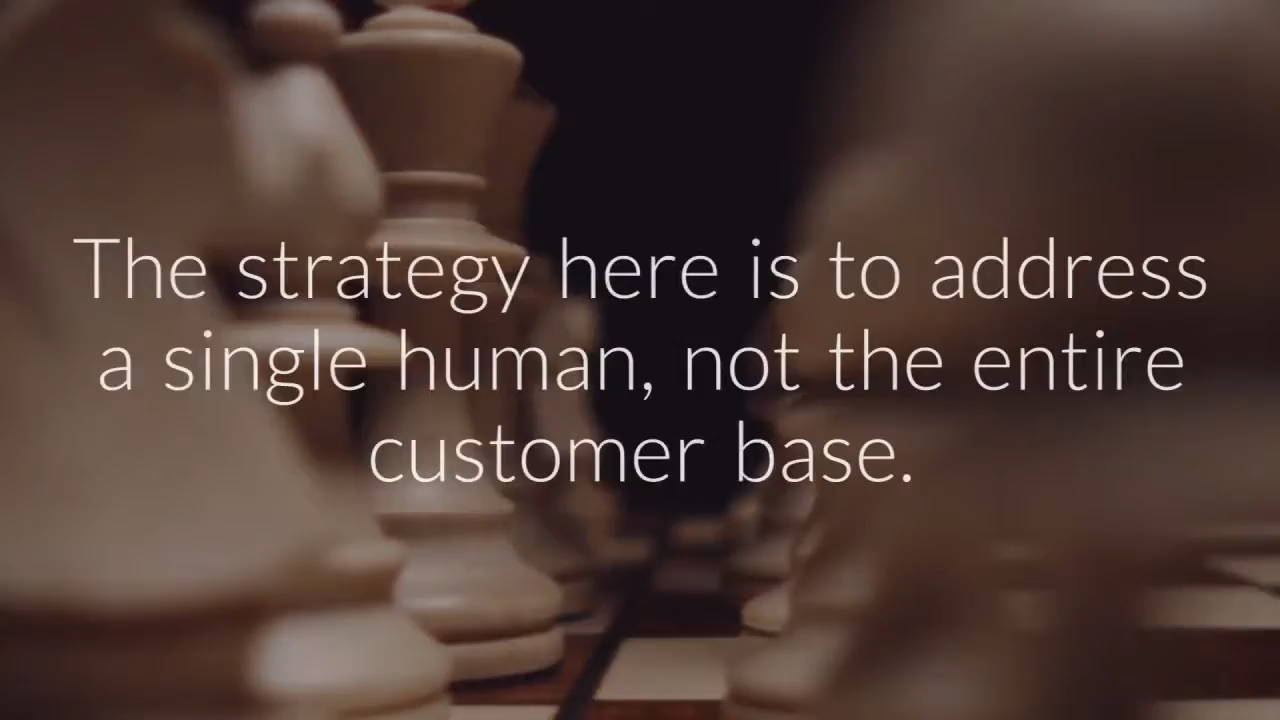 The strategy here is to address
a single human, not the entire
customer base.